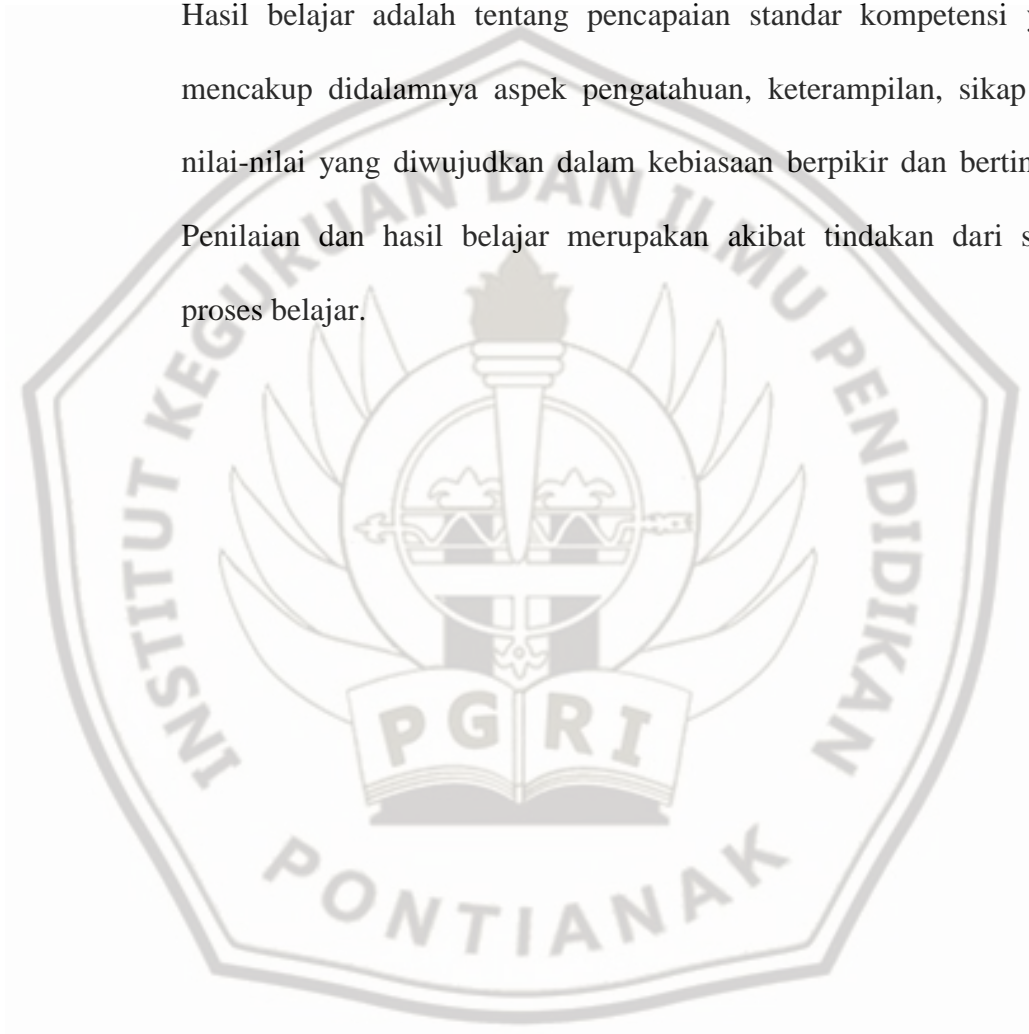 Hasil belajar adalah tentang pencapaian standar kompetensi
mencakup didalamnya aspek pengatahuan, keterampilan, sikap
nilai-nilai yang diwujudkan dalam kebiasaan berpikir dan
Penilaian dan hasil belajar merupakan akibat tindakan dari
proses belajar.
INSTITUT KEGURUAN DAN ILMU PENDIDIKAN
PGRI
PONTIANAK